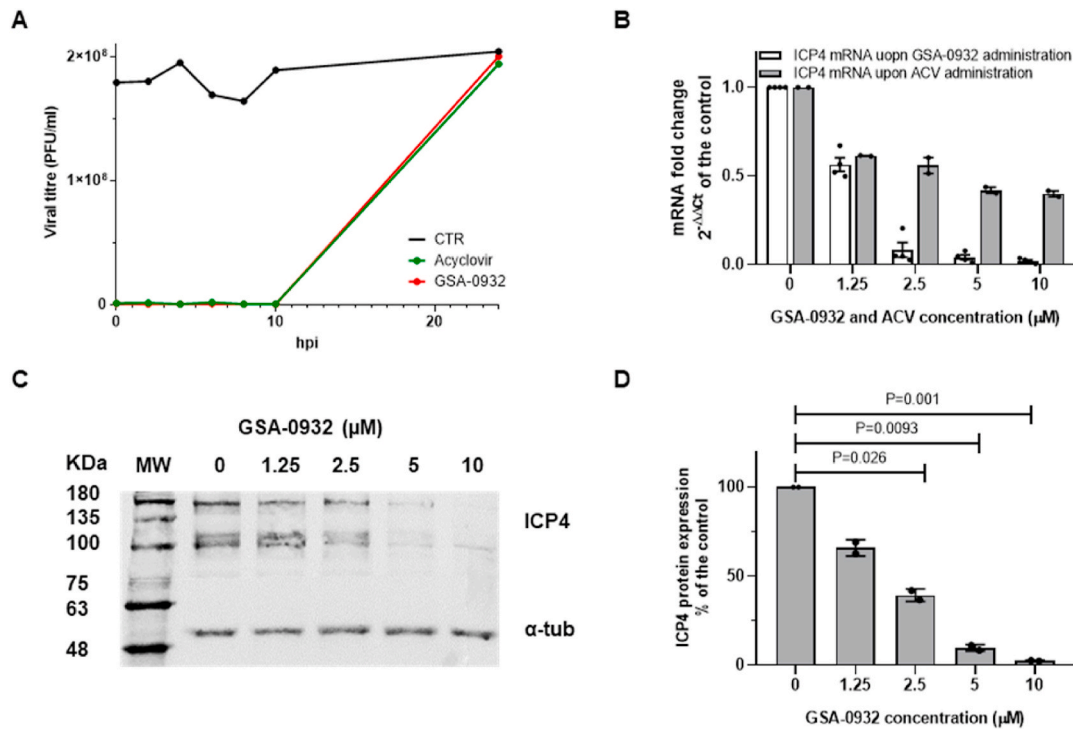 A
2×10⁸
1×10⁸
0
Viral titre (PFU/ml)
CTR
Acyclovir
GSA-0932
0 10 20
hpi
B
ICP4 mRNA uopn GSA-0932 administration
ICP4 mRNA upon ACV administration
mRNA fold change
2^-ΔΔCt of the control
1.0
0.5
0.0
0 1.25 2.5 5 10
GSA-0932 and ACV concentration (μM)
C
GSA-0932 (μM)
KDa MW 0 1.25 2.5 5 10
180
135
100
75
63
48
ICP4
α-tub
D
P=0.001
P=0.0093
P=0.026
ICP4 protein expression
% of the control
100
50
0
0 1.25 2.5 5 10
GSA-0932 concentration (μM)